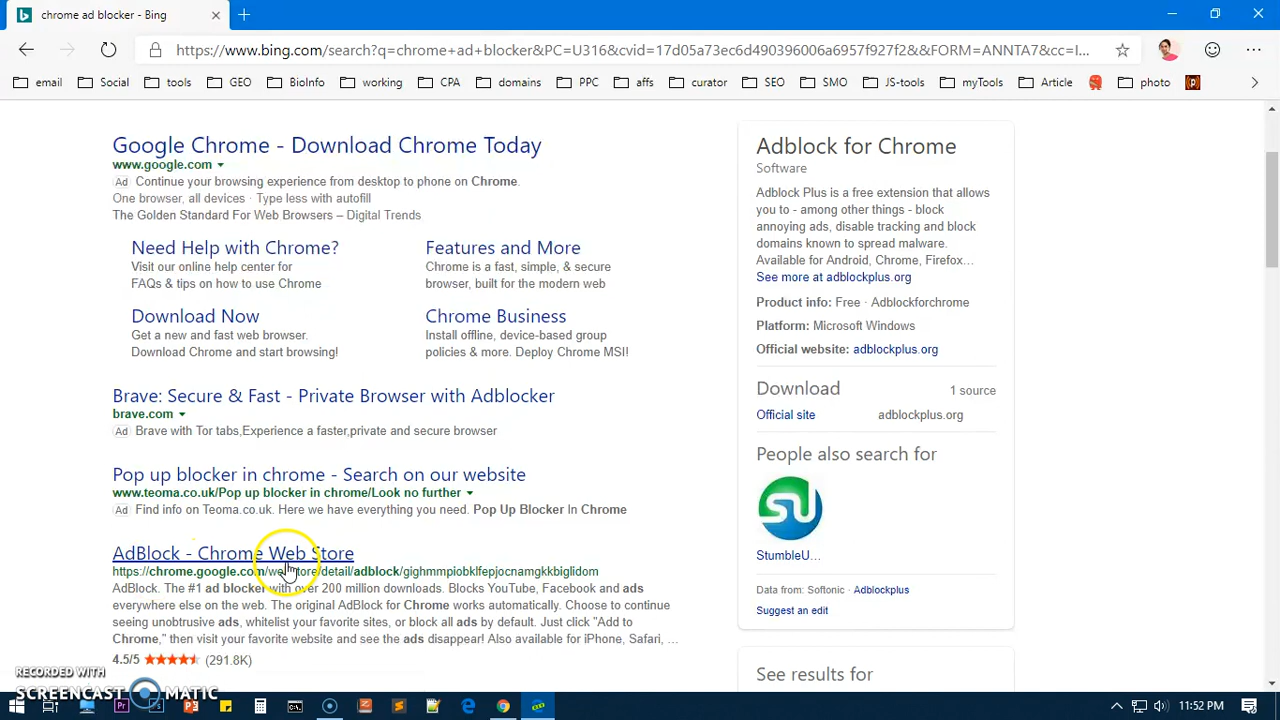 chrome ad blocker - Bing
https://www.bing.com/search?q=chrome+ad+blocker&PC=U316&cvid=17d05a73ec6d490396006a6957f927f2&&FORM=ANNTA7&cc=I...
email
Social
tools
GEO
BioInfo
working
CPA
domains
PPC
affs
curator
SEO
SMO
JS-tools
myTools
Article
photo
Google Chrome - Download Chrome Today
www.google.com
Ad Continue your browsing experience from desktop to phone on Chrome.
One browser, all devices · Type less with autofill
The Golden Standard For Web Browsers – Digital Trends
Need Help with Chrome?
Visit our online help center for
FAQs & tips on how to use Chrome
Features and More
Chrome is a fast, simple, & secure
browser, built for the modern web
Download Now
Get a new and fast web browser.
Download Chrome and start browsing!
Chrome Business
Install offline, device-based group
policies & more. Deploy Chrome MSI!
Brave: Secure & Fast - Private Browser with Adblocker
brave.com
Ad Brave with Tor tabs,Experience a faster,private and secure browser
Pop up blocker in chrome - Search on our website
www.teoma.co.uk/Pop up blocker in chrome/Look no further
Ad Find info on Teoma.co.uk. Here we have everything you need. Pop Up Blocker In Chrome
AdBlock - Chrome Web Store
https://chrome.google.com/webstore/detail/adblock/gighmmpiobklfepjocnamgkkbiglidom
AdBlock. The #1 ad blocker with over 200 million downloads. Blocks YouTube, Facebook and ads
everywhere else on the web. The original AdBlock for Chrome works automatically. Choose to continue
seeing unobtrusive ads, whitelist your favorite sites, or block all ads by default. Just click "Add to
Chrome," then visit your favorite website and see the ads disappear! Also available for iPhone, Safari, ...
4.5/5 (291.8K)
Adblock for Chrome
Software
Adblock Plus is a free extension that allows
you to - among other things - block
annoying ads, disable tracking and block
domains known to spread malware.
Available for Android, Chrome, Firefox...
See more at adblockplus.org
Product info: Free · Adblockforchrome
Platform: Microsoft Windows
Official website: adblockplus.org
Download 1 source
Official site adblockplus.org
People also search for
StumbleU...
Data from: Softonic · Adblockplus
Suggest an edit
See results for
RECORDED WITH
SCREENCAST MATIC
11:52 PM